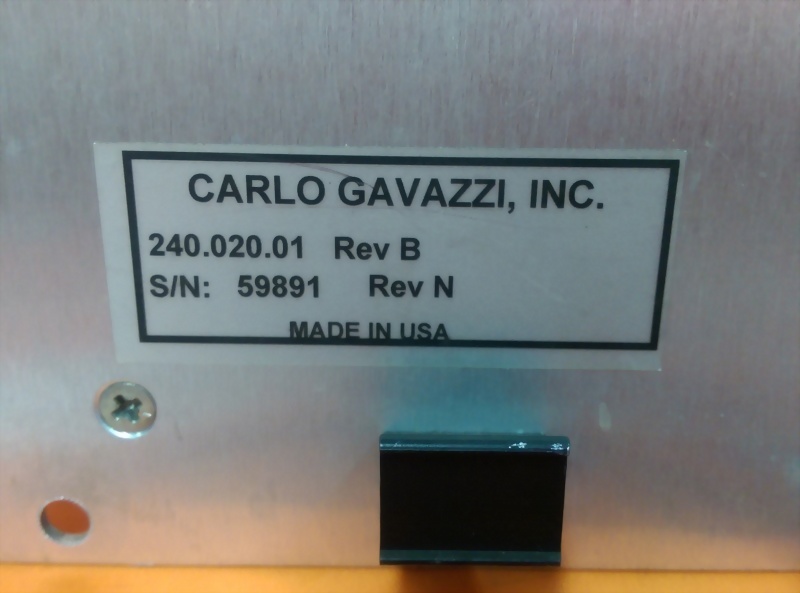 CARLO GAVAZZI, INC.
240.020.01 Rev B
S/N: 59891 Rev N
MADE IN USA